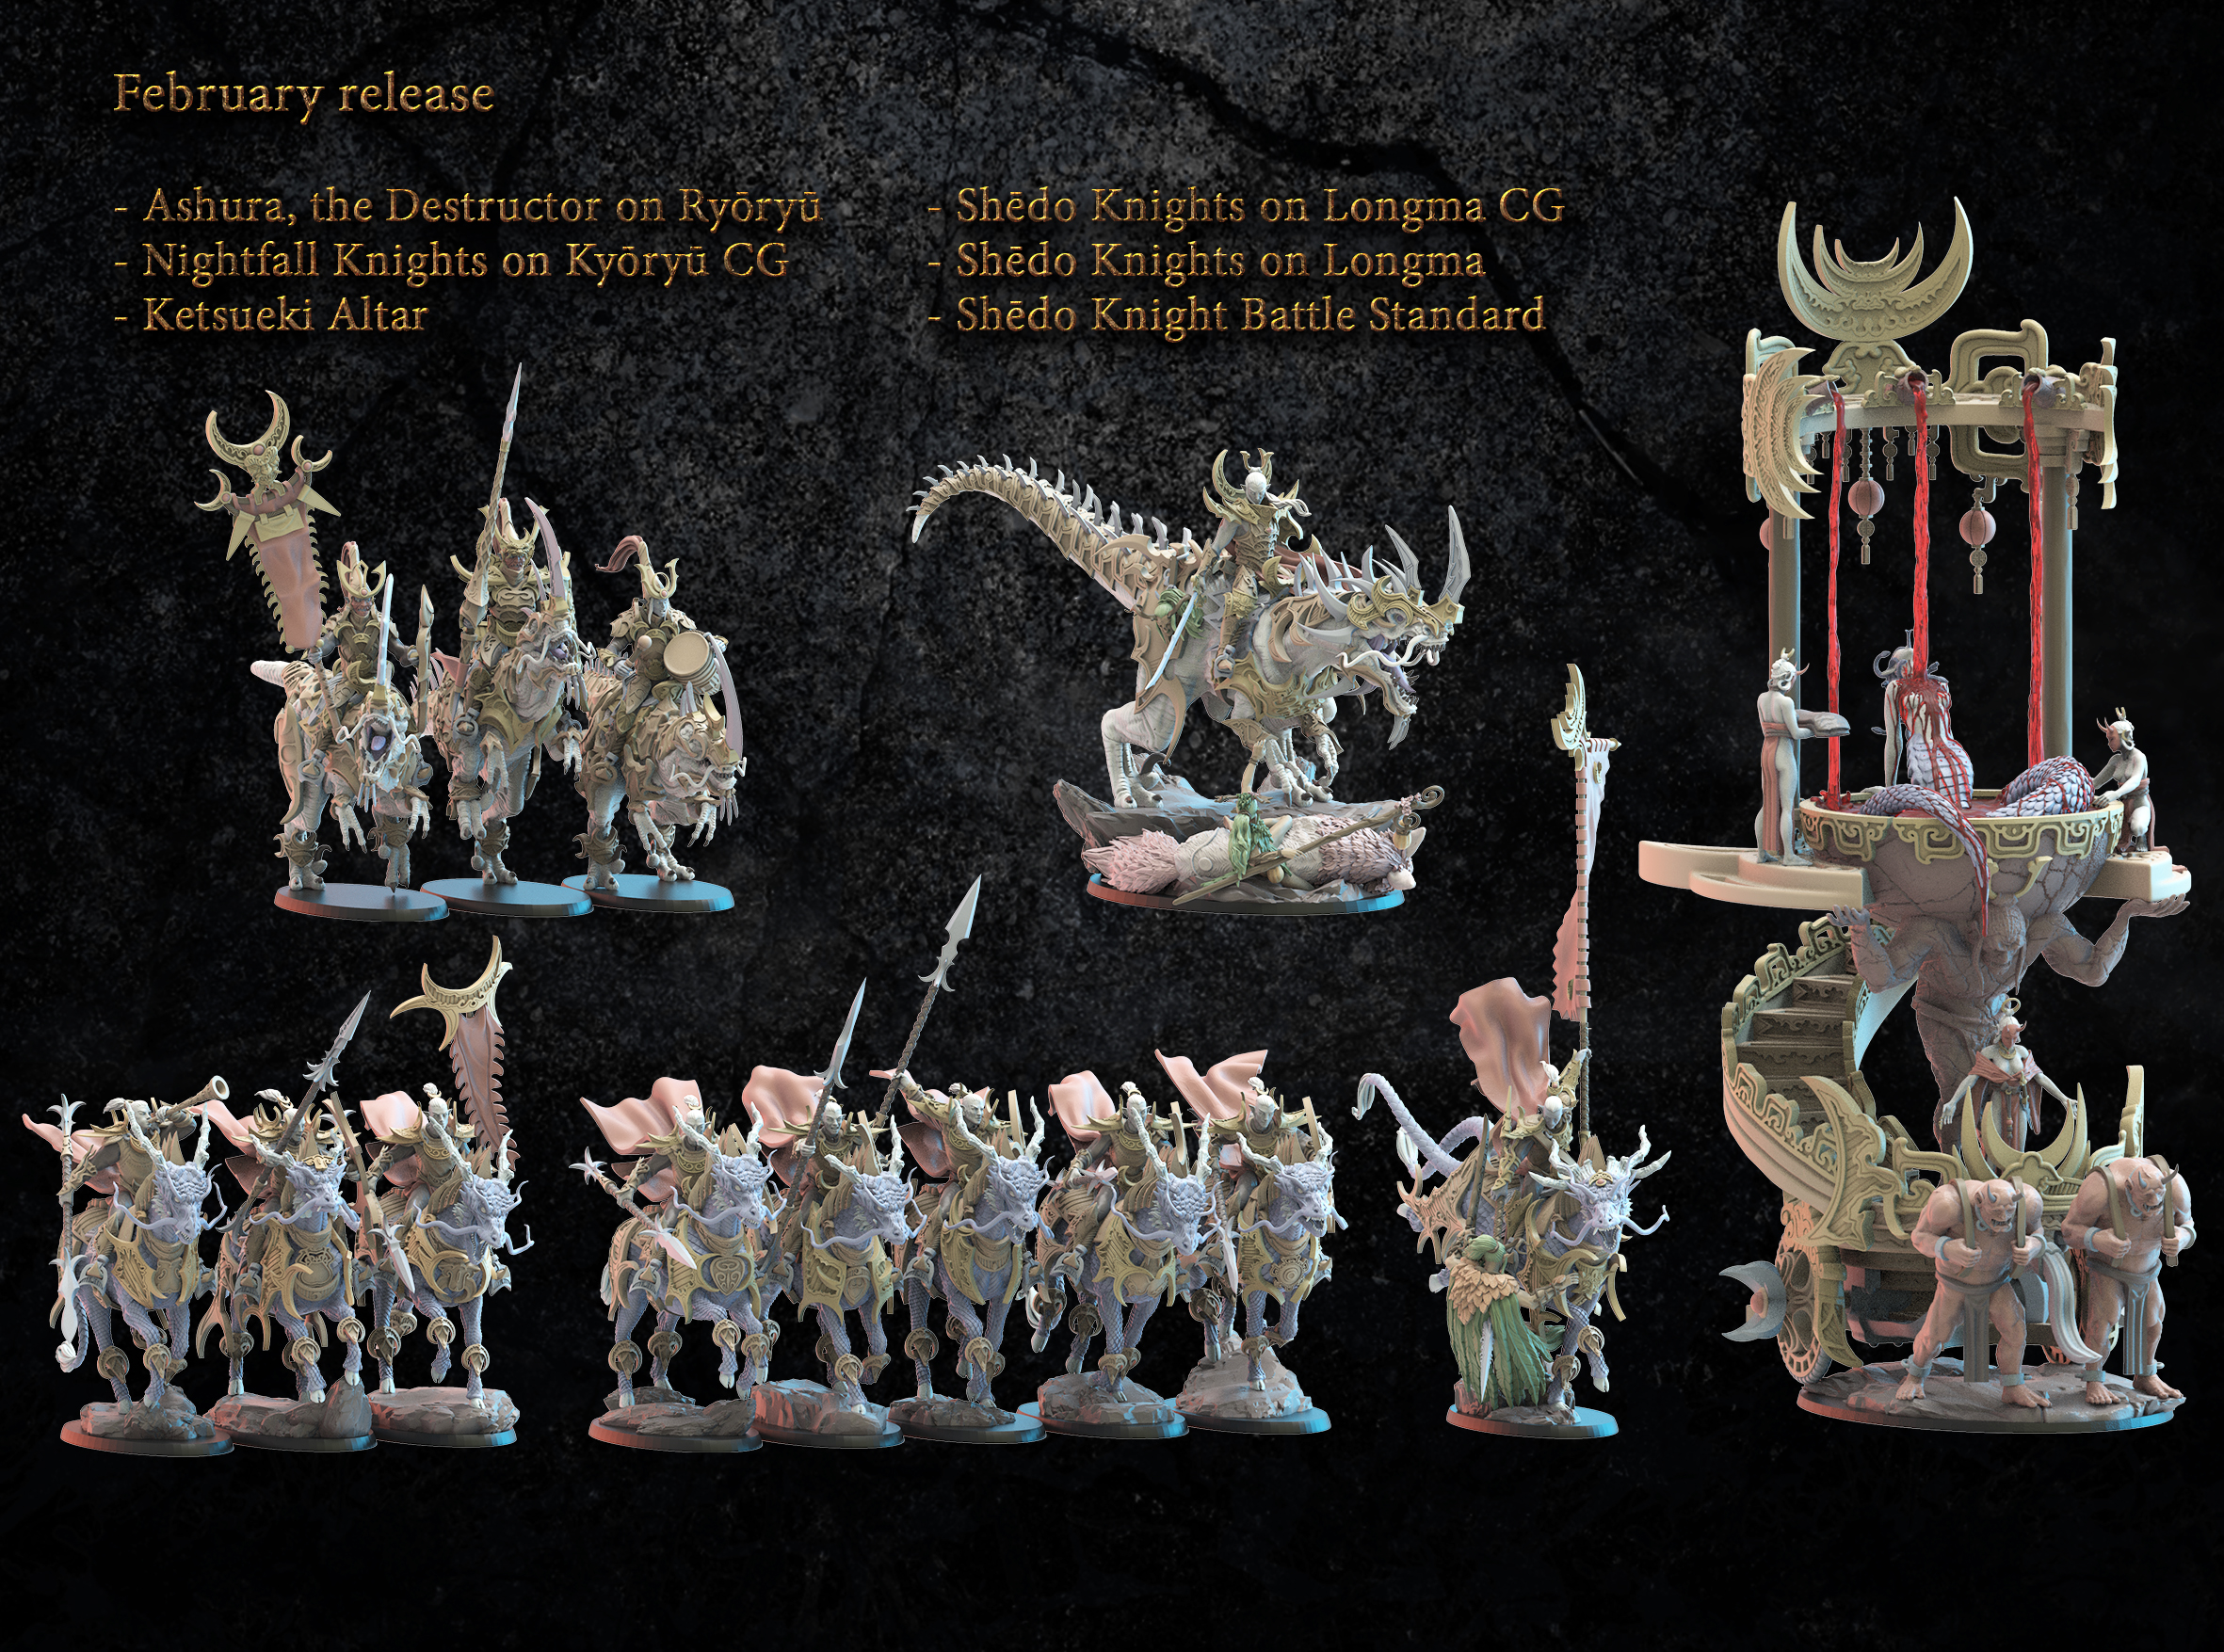 February release
- Ashura, the Destructor on Ryōryū
- Nightfall Knights on Kyōryū CG
- Ketsueki Altar
- Shēdo Knights on Longma CG
- Shēdo Knights on Longma
- Shēdo Knight Battle Standard